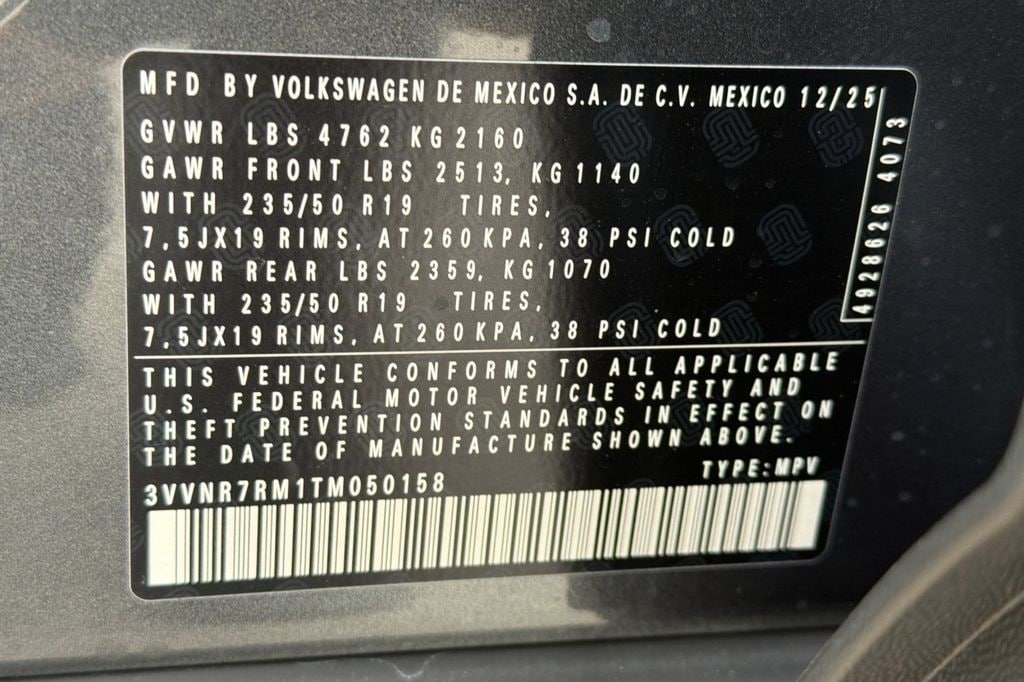 MFD BY VOLKSWAGEN DE MEXICO S.A. DE C.V. MEXICO 12/25
GVWR LBS 4762 KG 2160
GAWR FRONT LBS 2513, KG 1140
WITH 235/50 R19 TIRES,
7,5JX19 RIMS, AT 260 KPA, 38 PSI COLD
GAWR REAR LBS 2359, KG 1070
WITH 235/50 R19 TIRES,
7,5JX19 RIMS, AT 260 KPA, 38 PSI COLD
4928626 4073
THIS VEHICLE CONFORMS TO ALL APPLICABLE
U.S. FEDERAL MOTOR VEHICLE SAFETY AND
THEFT PREVENTION STANDARDS IN EFFECT ON
THE DATE OF MANUFACTURE SHOWN ABOVE.
TYPE: MPV
3VVNR7RM1TM050158